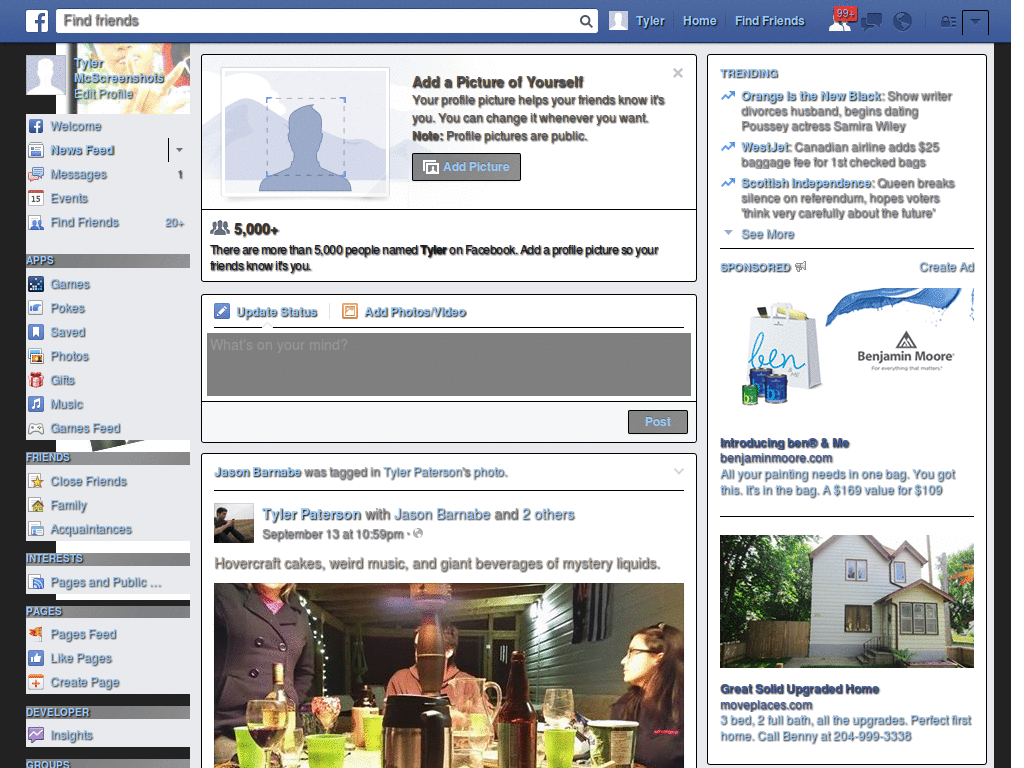 Find friends
Tyler
Home
Find Friends
99+
Tyler
McScreenshots
Edit Profile
Welcome
News Feed
Messages 1
15 Events
Find Friends 20+
APPS
Games
Pokes
Saved
Photos
Gifts
Music
Games Feed
FRIENDS
Close Friends
Family
Acquaintances
INTERESTS
Pages and Public ...
PAGES
Pages Feed
Like Pages
Create Page
DEVELOPER
Insights
GROUPS
Add a Picture of Yourself
Your profile picture helps your friends know it's
you. You can change it whenever you want.
Note: Profile pictures are public.
Add Picture
5,000+
There are more than 5,000 people named Tyler on Facebook. Add a profile picture so your
friends know it's you.
Update Status
Add Photos/Video
What's on your mind?
Post
Jason Barnabe was tagged in Tyler Paterson's photo.
Tyler Paterson with Jason Barnabe and 2 others
September 13 at 10:59pm ·
Hovercraft cakes, weird music, and giant beverages of mystery liquids.
TRENDING
Orange Is the New Black: Show writer
divorces husband, begins dating
Poussey actress Samira Wiley
WestJet: Canadian airline adds $25
baggage fee for 1st checked bags
Scottish Independence: Queen breaks
silence on referendum, hopes voters
'think very carefully about the future'
See More
SPONSORED
Create Ad
ben
& ME
Benjamin Moore®
For everything that matters.®
Introducing ben® & Me
benjaminmoore.com
All your painting needs in one bag. You got
this. It's in the bag. A $169 value for $109
Great Solid Upgraded Home
moveplaces.com
3 bed, 2 full bath, all the upgrades. Perfect first
home. Call Benny at 204-999-3338